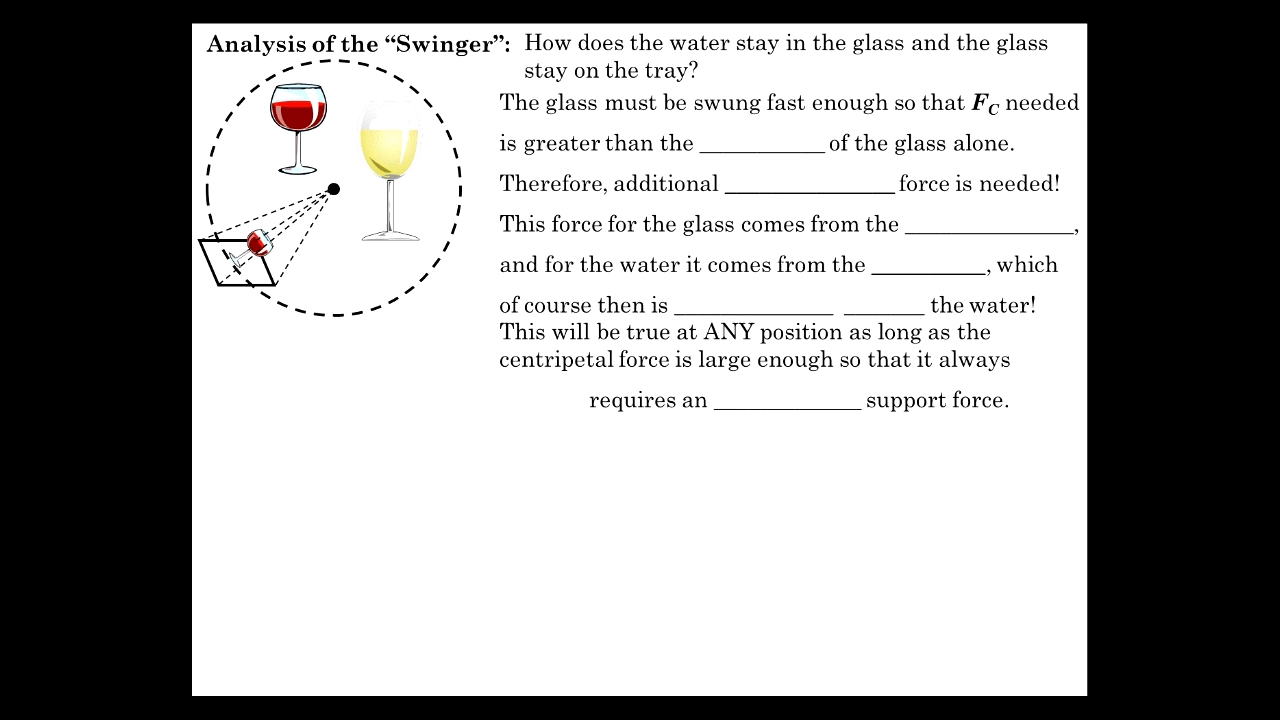 Analysis of the “Swinger”: How does the water stay in the glass and the glass
stay on the tray?
The glass must be swung fast enough so that FC needed
is greater than the ___________ of the glass alone.
Therefore, additional _______________ force is needed!
This force for the glass comes from the _______________,
and for the water it comes from the __________, which
of course then is ______________ _______ the water!
This will be true at ANY position as long as the
centripetal force is large enough so that it always
requires an _____________ support force.